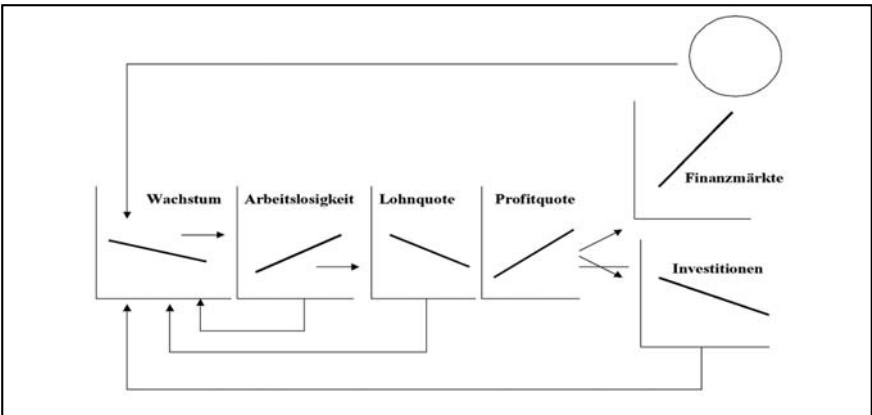 Finanzmärkte
Wachstum Arbeitslosigkeit Lohnquote Profitquote
Investitionen